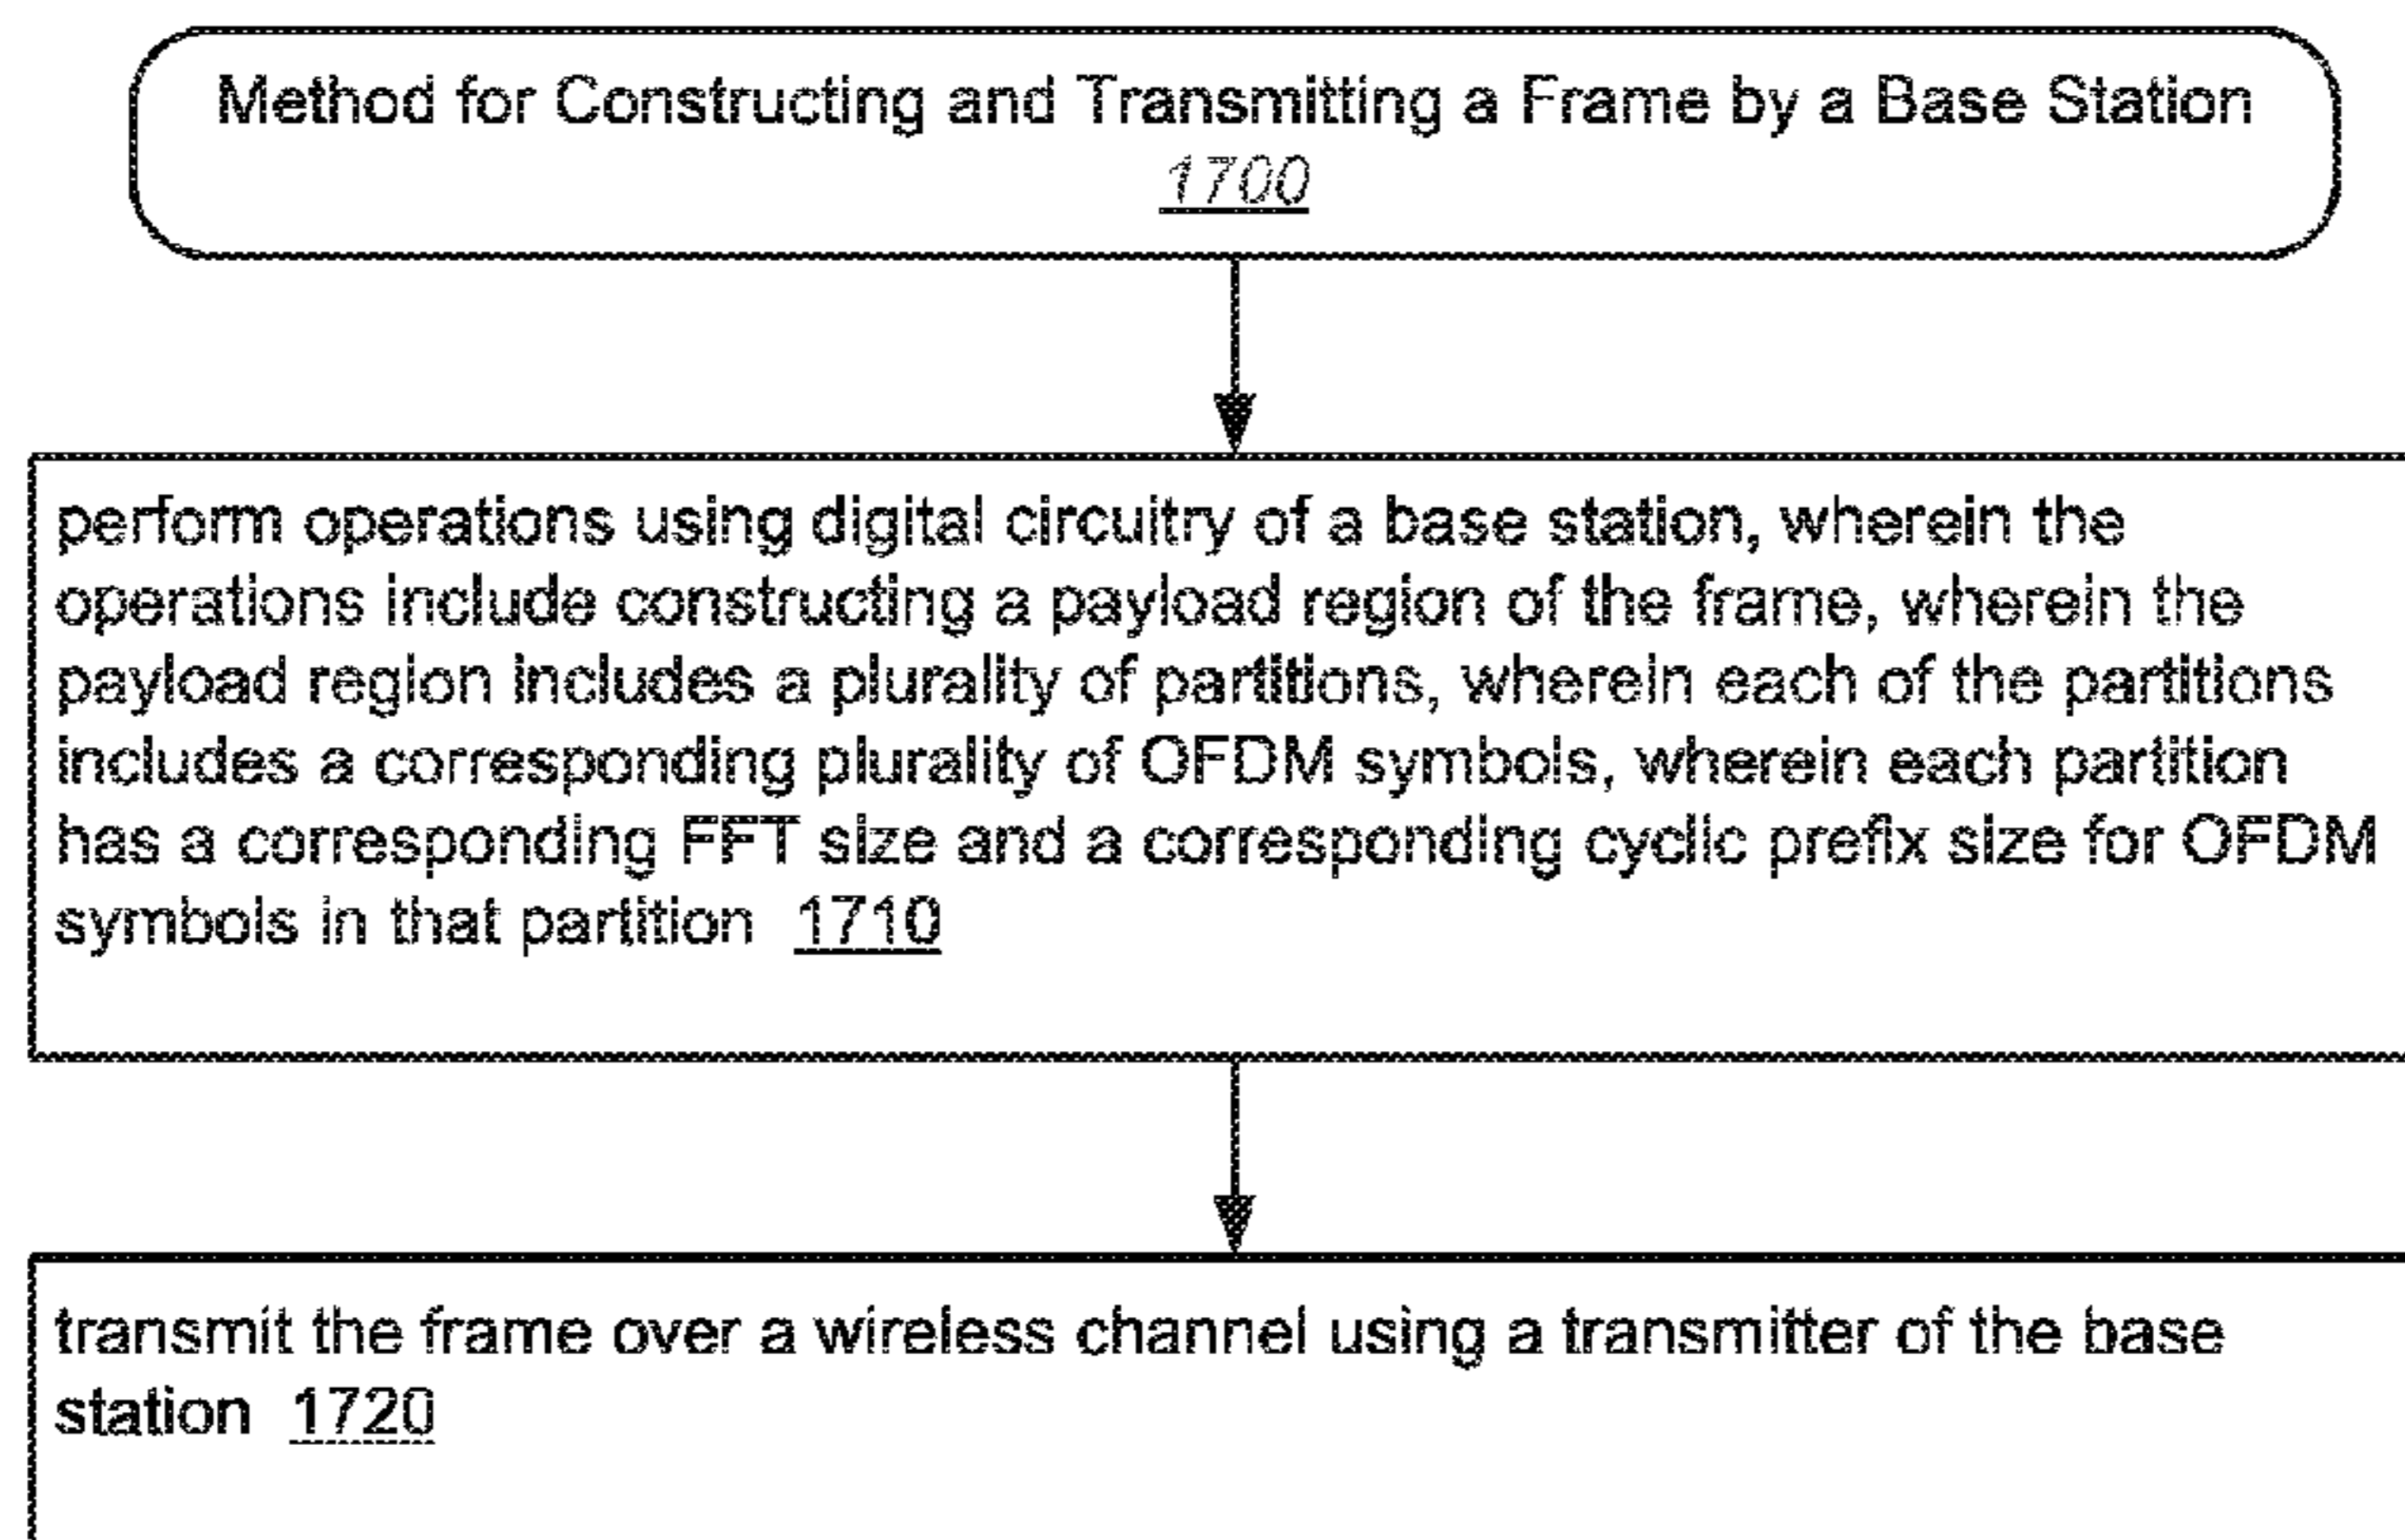 Method for Constructing and Transmitting a Frame by a Base Station
1700
perform operations using digital circuitry of a base station, wherein the
operations include constructing a payload region of the frame, wherein the
payload region includes a plurality of partitions, wherein each of the partitions
includes a corresponding plurality of OFDM symbols, wherein each partition
has a corresponding FFT size and a corresponding cyclic prefix size for OFDM
symbols in that partition 1710
transmit the frame over a wireless channel using a transmitter of the base
station 1720